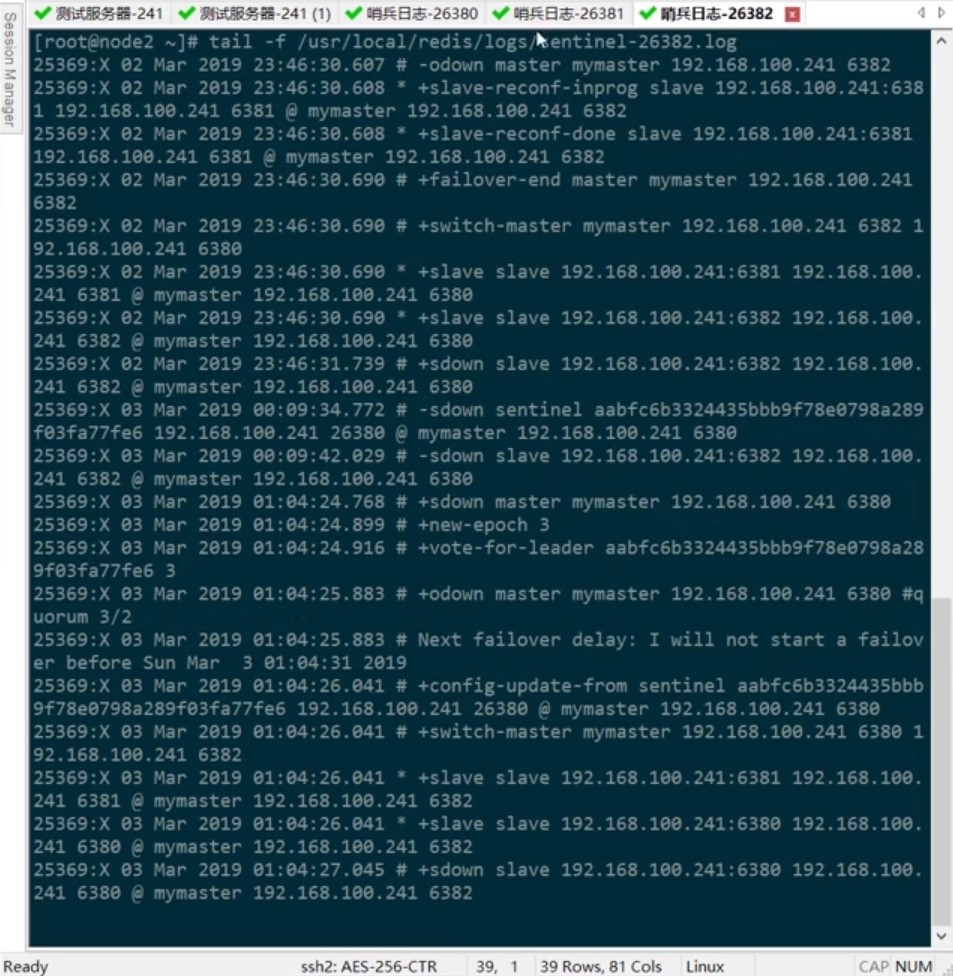 测试服务器-241 测试服务器-241 (1) 哨兵日志-26380 哨兵日志-26381 哨兵日志-26382
Session Manager
[root@node2 ~]# tail -f /usr/local/redis/logs/sentinel-26382.log
25369:X 02 Mar 2019 23:46:30.607 # -odown master mymaster 192.168.100.241 6382
25369:X 02 Mar 2019 23:46:30.608 * +slave-reconf-inprog slave 192.168.100.241:638
1 192.168.100.241 6381 @ mymaster 192.168.100.241 6382
25369:X 02 Mar 2019 23:46:30.608 * +slave-reconf-done slave 192.168.100.241:6381
192.168.100.241 6381 @ mymaster 192.168.100.241 6382
25369:X 02 Mar 2019 23:46:30.690 # +failover-end master mymaster 192.168.100.241
6382
25369:X 02 Mar 2019 23:46:30.690 # +switch-master mymaster 192.168.100.241 6382 1
92.168.100.241 6380
25369:X 02 Mar 2019 23:46:30.690 * +slave slave 192.168.100.241:6381 192.168.100.
241 6381 @ mymaster 192.168.100.241 6380
25369:X 02 Mar 2019 23:46:30.690 * +slave slave 192.168.100.241:6382 192.168.100.
241 6382 @ mymaster 192.168.100.241 6380
25369:X 02 Mar 2019 23:46:31.739 # +sdown slave 192.168.100.241:6382 192.168.100.
241 6382 @ mymaster 192.168.100.241 6380
25369:X 03 Mar 2019 00:09:34.772 # -sdown sentinel aabfc6b3324435bbb9f78e0798a289
f03fa77fe6 192.168.100.241 26380 @ mymaster 192.168.100.241 6380
25369:X 03 Mar 2019 00:09:42.029 # -sdown slave 192.168.100.241:6382 192.168.100.
241 6382 @ mymaster 192.168.100.241 6380
25369:X 03 Mar 2019 01:04:24.768 # +sdown master mymaster 192.168.100.241 6380
25369:X 03 Mar 2019 01:04:24.899 # +new-epoch 3
25369:X 03 Mar 2019 01:04:24.916 # +vote-for-leader aabfc6b3324435bbb9f78e0798a28
9f03fa77fe6 3
25369:X 03 Mar 2019 01:04:25.883 # +odown master mymaster 192.168.100.241 6380 #q
uorum 3/2
25369:X 03 Mar 2019 01:04:25.883 # Next failover delay: I will not start a failov
er before Sun Mar  3 01:04:31 2019
25369:X 03 Mar 2019 01:04:26.041 # +config-update-from sentinel aabfc6b3324435bbb
9f78e0798a289f03fa77fe6 192.168.100.241 26380 @ mymaster 192.168.100.241 6380
25369:X 03 Mar 2019 01:04:26.041 # +switch-master mymaster 192.168.100.241 6380 1
92.168.100.241 6382
25369:X 03 Mar 2019 01:04:26.041 * +slave slave 192.168.100.241:6381 192.168.100.
241 6381 @ mymaster 192.168.100.241 6382
25369:X 03 Mar 2019 01:04:26.041 * +slave slave 192.168.100.241:6380 192.168.100.
241 6380 @ mymaster 192.168.100.241 6382
25369:X 03 Mar 2019 01:04:27.045 # +sdown slave 192.168.100.241:6380 192.168.100.
241 6380 @ mymaster 192.168.100.241 6382
Ready ssh2: AES-256-CTR 39, 1 39 Rows, 81 Cols Linux CAP NUM